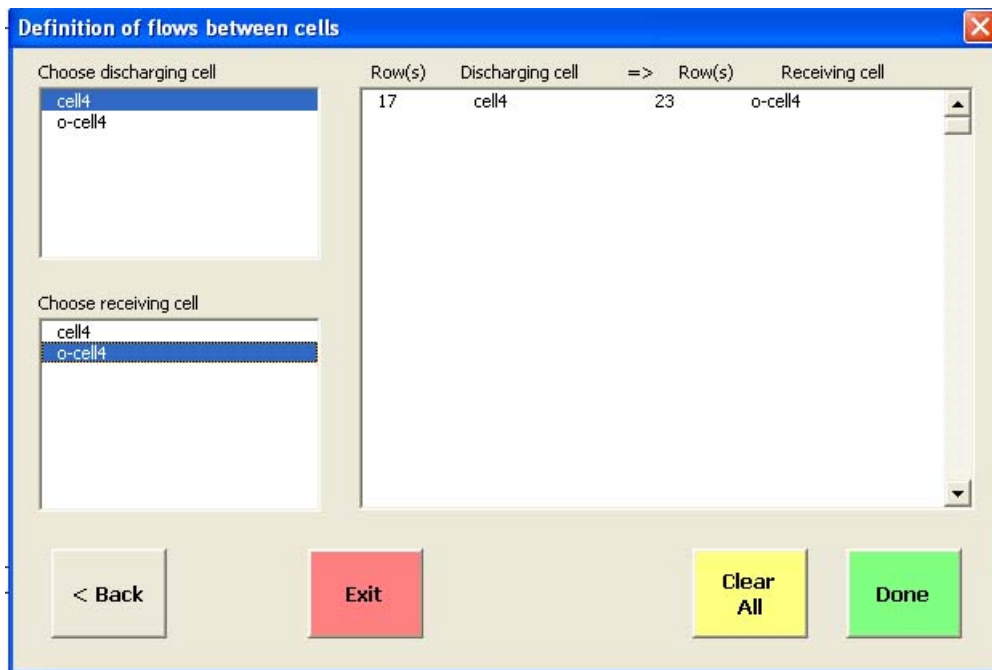 Definition of flows between cells
Choose discharging cell
cell4
o-cell4
Choose receiving cell
cell4
o-cell4
Row(s) Discharging cell => Row(s) Receiving cell
17 cell4 23 o-cell4
< Back
Exit
Clear
All
Done